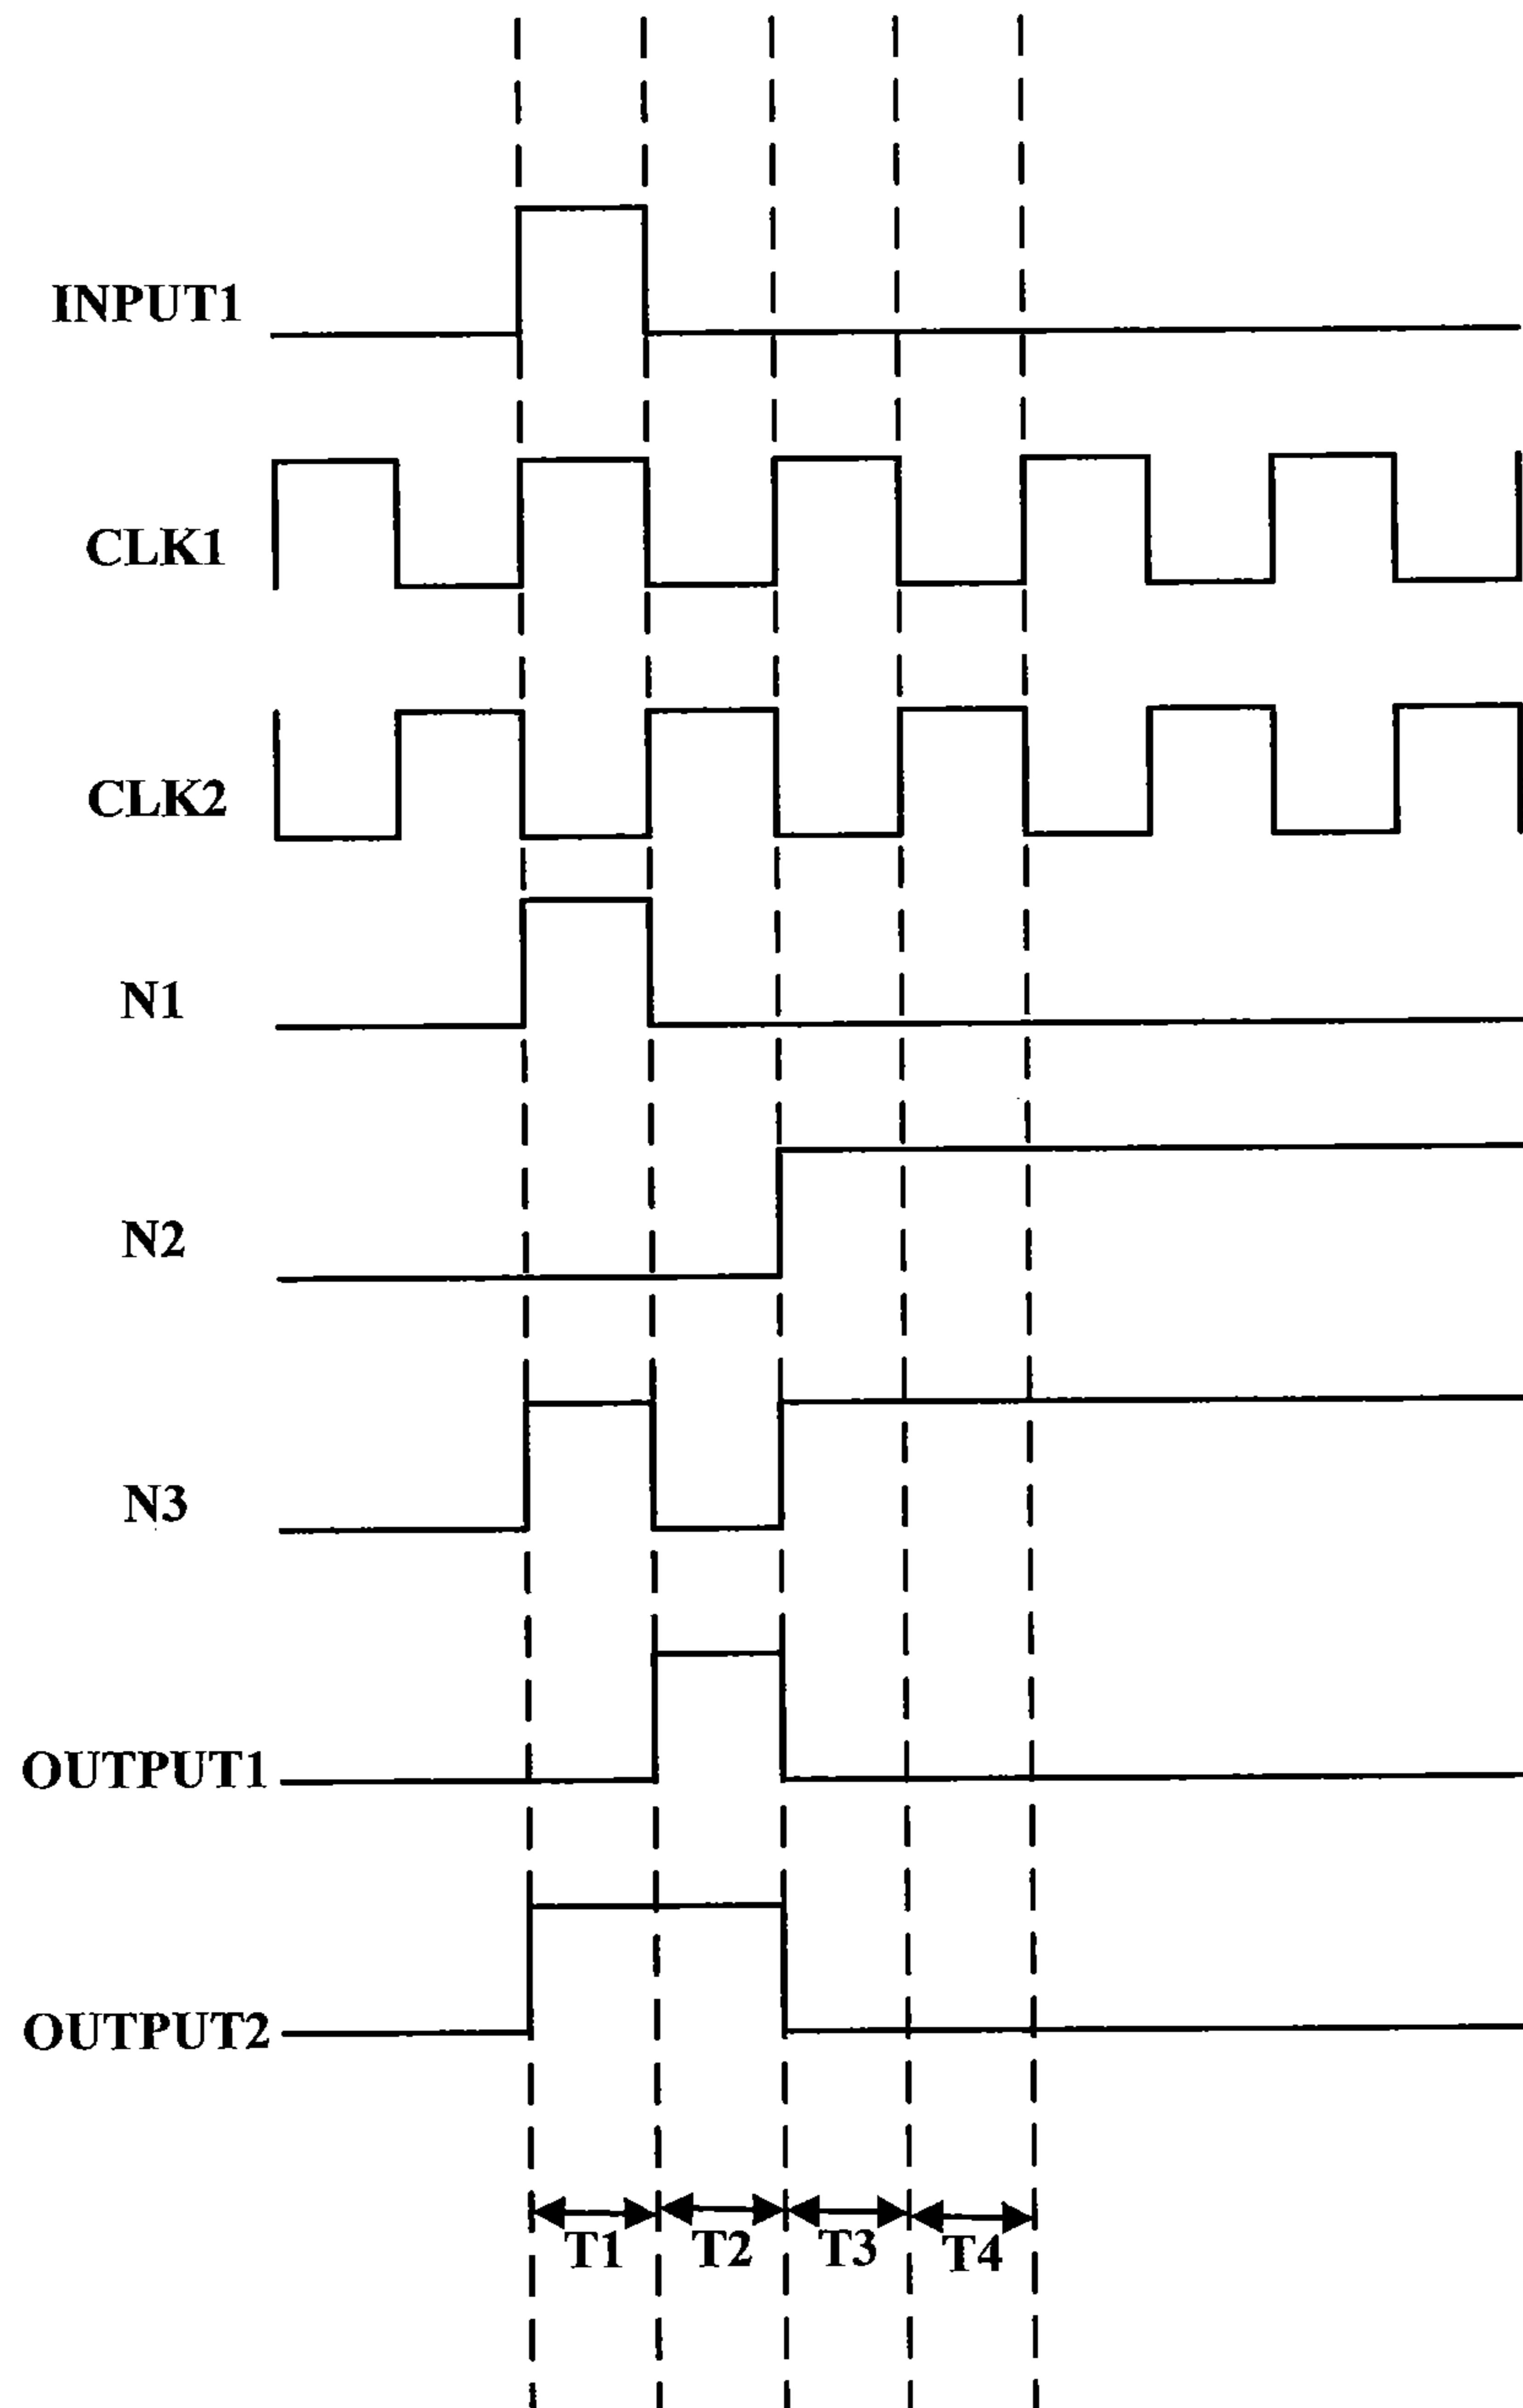 INPUT1
CLK1
CLK2
N1
N2
N3
OUTPUT1
OUTPUT2
T1 T2 T3 T4